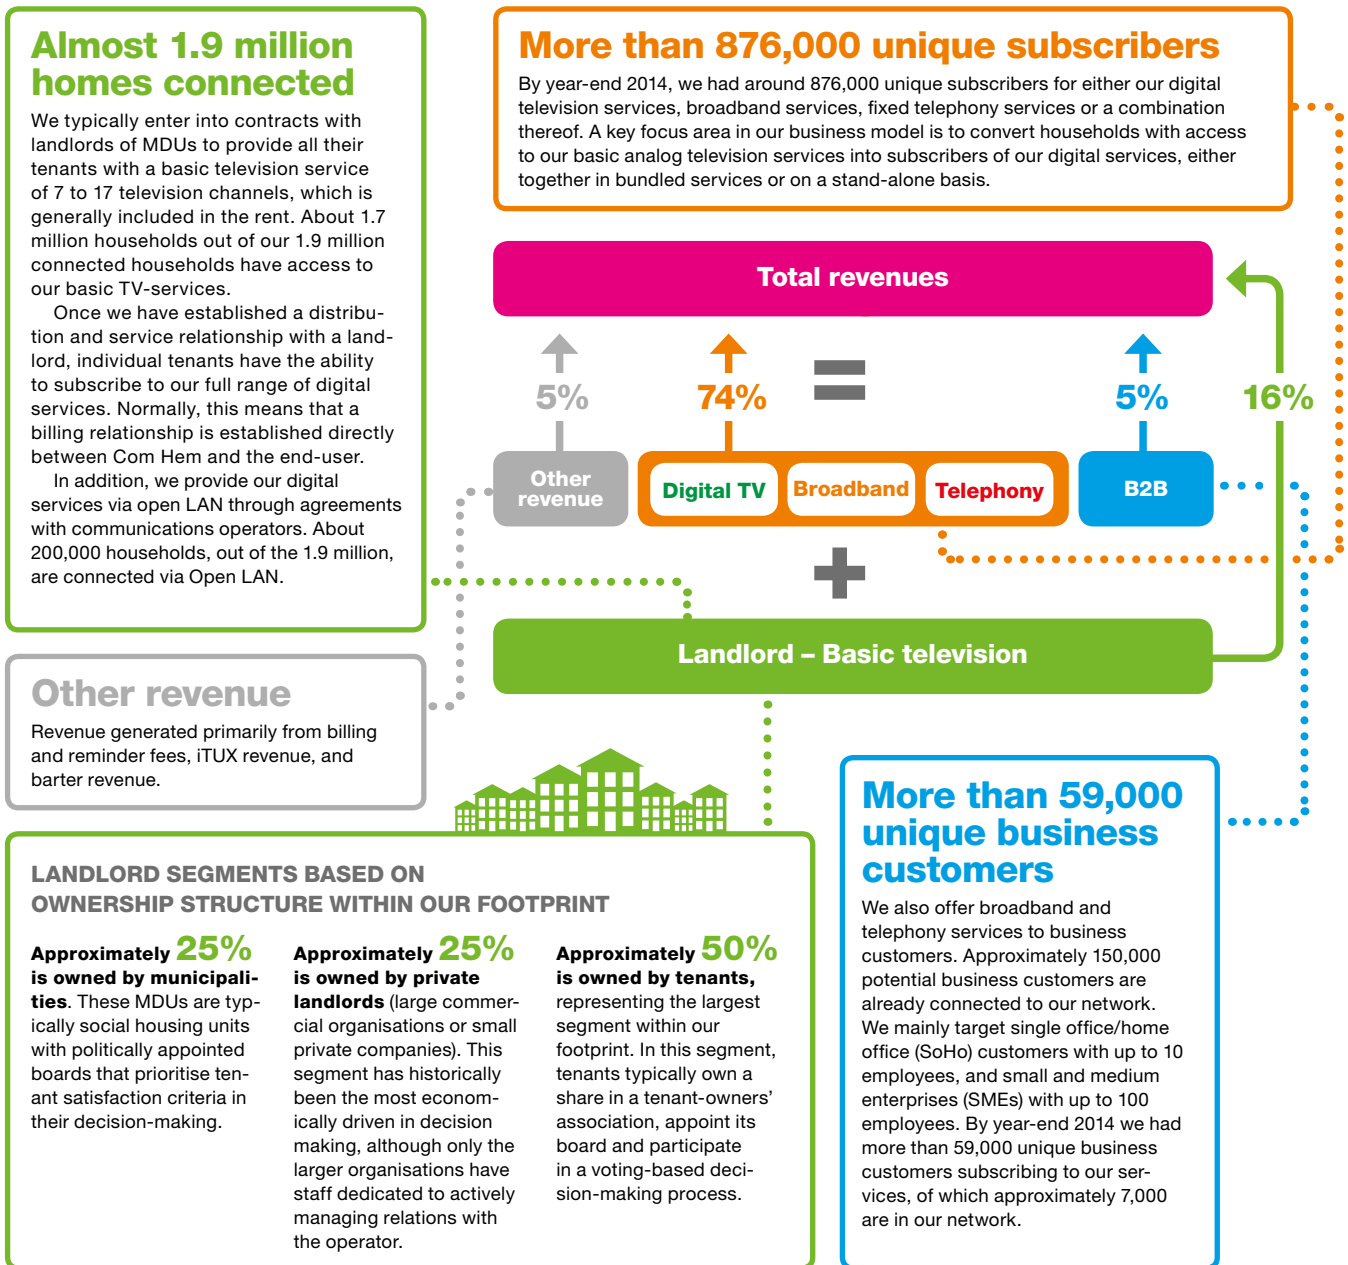 Almost 1.9 million
homes connected
We typically enter into contracts with
landlords of MDUs to provide all their
tenants with a basic television service
of 7 to 17 television channels, which is
generally included in the rent. About 1.7
million households out of our 1.9 million
connected households have access to
our basic TV-services.
Once we have established a distribu-
tion and service relationship with a land-
lord, individual tenants have the ability
to subscribe to our full range of digital
services. Normally, this means that a
billing relationship is established directly
between Com Hem and the end-user.
In addition, we provide our digital
services via open LAN through agreements
with communications operators. About
200,000 households, out of the 1.9 million,
are connected via Open LAN.
More than 876,000 unique subscribers
By year-end 2014, we had around 876,000 unique subscribers for either our digital
television services, broadband services, fixed telephony services or a combination
thereof. A key focus area in our business model is to convert households with access
to our basic analog television services into subscribers of our digital services, either
together in bundled services or on a stand-alone basis.
Total revenues
5%
74%
=
5%
16%
Other
revenue
Digital TV
Broadband
Telephony
B2B
+
Landlord – Basic television
Other revenue
Revenue generated primarily from billing
and reminder fees, iTUX revenue, and
barter revenue.
LANDLORD SEGMENTS BASED ON
OWNERSHIP STRUCTURE WITHIN OUR FOOTPRINT
Approximately 25%
is owned by municipali-
ties. These MDUs are typ-
ically social housing units
with politically appointed
boards that prioritise ten-
ant satisfaction criteria in
their decision-making.
Approximately 25%
is owned by private
landlords (large commer-
cial organisations or small
private companies). This
segment has historically
been the most econom-
ically driven in decision
making, although only the
larger organisations have
staff dedicated to actively
managing relations with
the operator.
Approximately 50%
is owned by tenants,
representing the largest
segment within our
footprint. In this segment,
tenants typically own a
share in a tenant-owners’
association, appoint its
board and participate
in a voting-based deci-
sion-making process.
More than 59,000
unique business
customers
We also offer broadband and
telephony services to business
customers. Approximately 150,000
potential business customers are
already connected to our network.
We mainly target single office/home
office (SoHo) customers with up to 10
employees, and small and medium
enterprises (SMEs) with up to 100
employees. By year-end 2014 we had
more than 59,000 unique business
customers subscribing to our ser-
vices, of which approximately 7,000
are in our network.